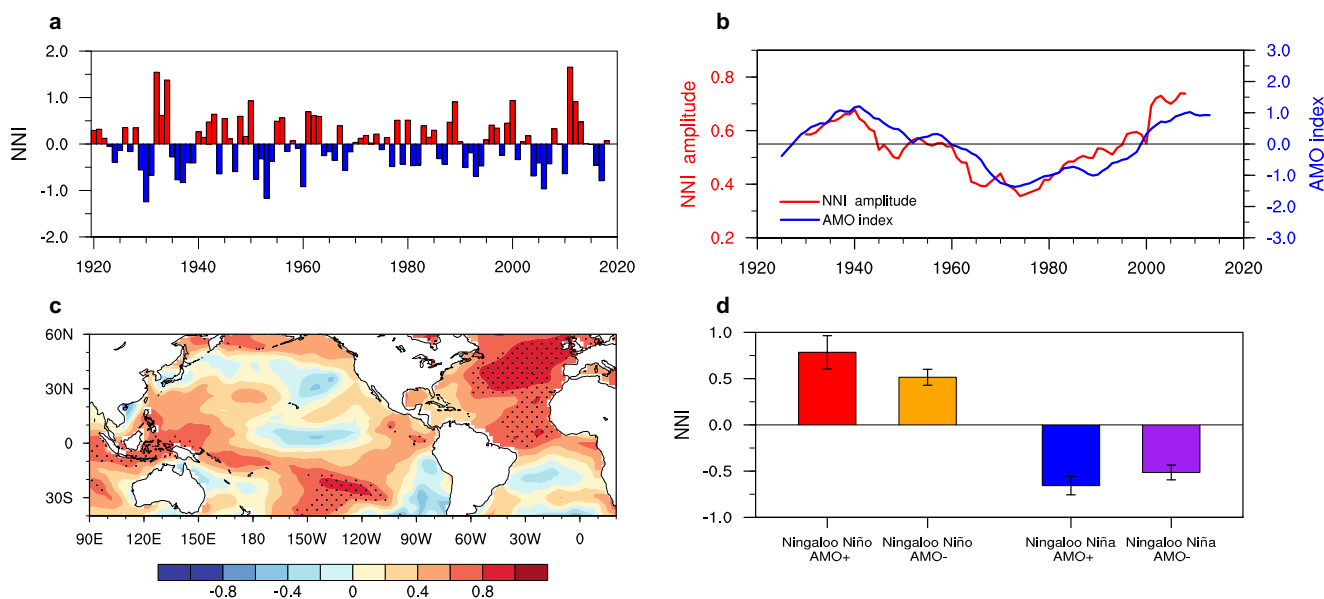 a
NNI
2.0
1.0
0.0
-1.0
-2.0
1920
1940
1960
1980
2000
2020
b
NNI amplitude
0.8
0.6
0.4
0.2
NNI amplitude
AMO index
3.0
2.0
1.0
0.0
-1.0
-2.0
-3.0
AMO index
1920
1940
1960
1980
2000
2020
c
60N
30N
0
30S
90E
120E
150E
180
150W
120W
90W
60W
30W
0
-0.8
-0.4
0
0.4
0.8
d
NNI
1.0
0.5
0.0
-0.5
-1.0
Ningaloo Niño
AMO+
Ningaloo Niño
AMO-
Ningaloo Niña
AMO+
Ningaloo Niña
AMO-